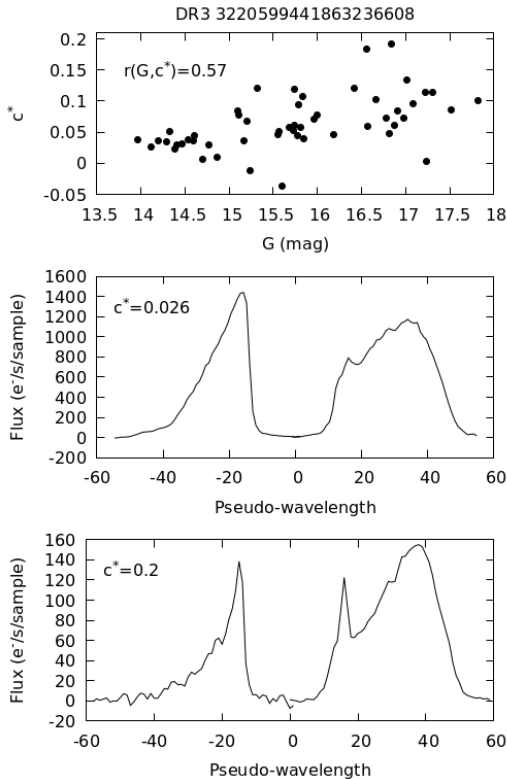 DR3 3220599441863236608
0.2
0.15
0.1
0.05
0
-0.05
c*
r(G,c*)=0.57
13.5 14 14.5 15 15.5 16 16.5 17 17.5 18
G (mag)
1600
1400
1200
1000
800
600
400
200
0
-200
Flux (e-/s/sample)
c*=0.026
-60 -40 -20 0 20 40 60
Pseudo-wavelength
160
140
120
100
80
60
40
20
0
-20
Flux (e-/s/sample)
c*=0.2
-60 -40 -20 0 20 40 60
Pseudo-wavelength